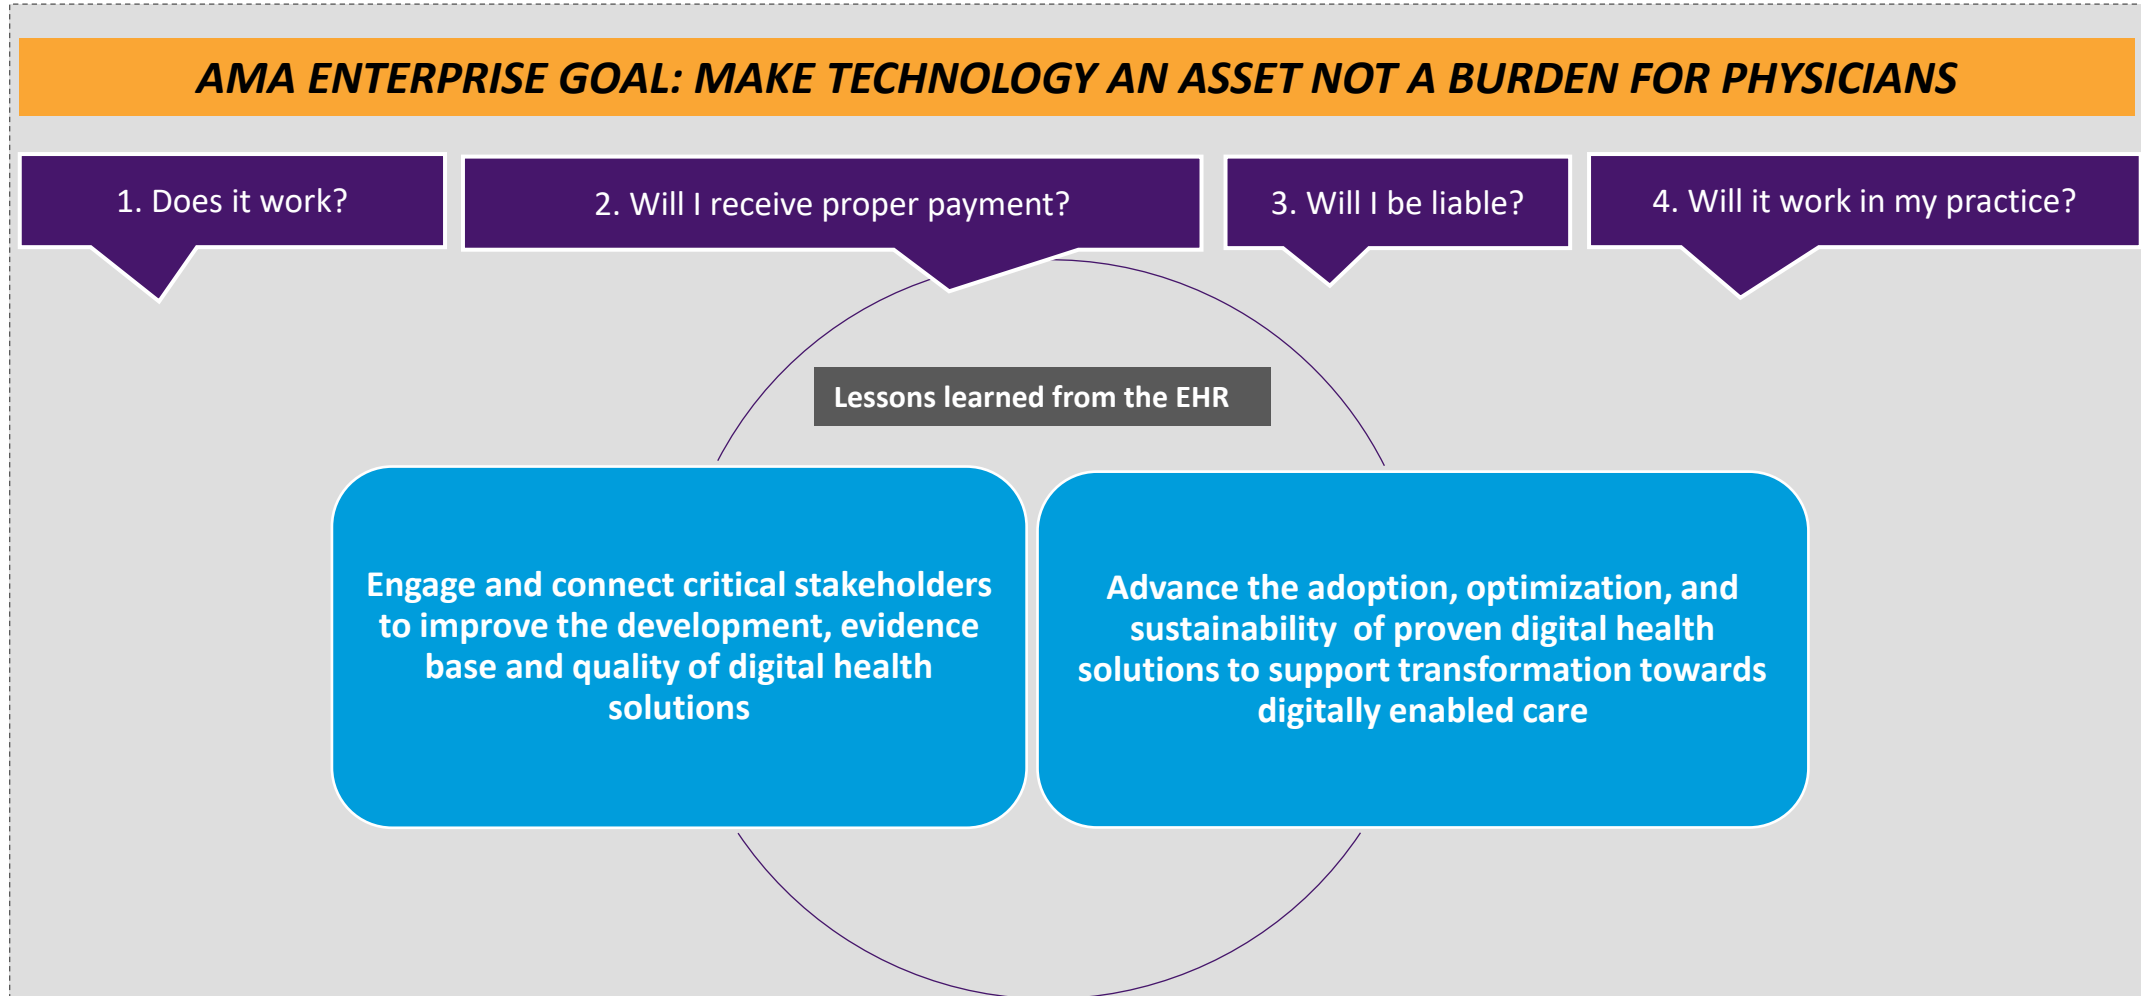 AMA ENTERPRISE GOAL: MAKE TECHNOLOGY AN ASSET NOT A BURDEN FOR PHYSICIANS
1. Does it work?
2. Will I receive proper payment?
3. Will I be liable?
4. Will it work in my practice?
Lessons learned from the EHR
Engage and connect critical stakeholders
to improve the development, evidence
base and quality of digital health
solutions
Advance the adoption, optimization, and
sustainability of proven digital health
solutions to support transformation towards
digitally enabled care